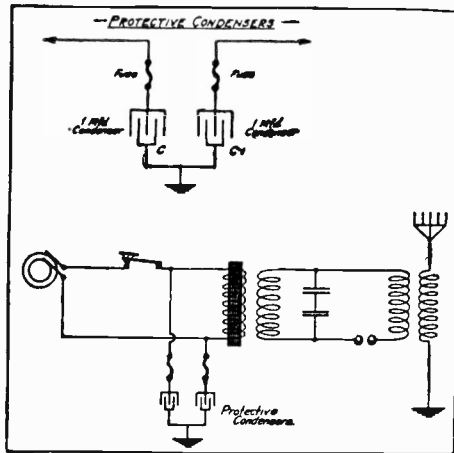 — PROTECTIVE CONDENSERS —
Fuse Fuse
1 Mfd. 1 Mfd.
Condenser Condenser
C C1
Protective
Condensers.